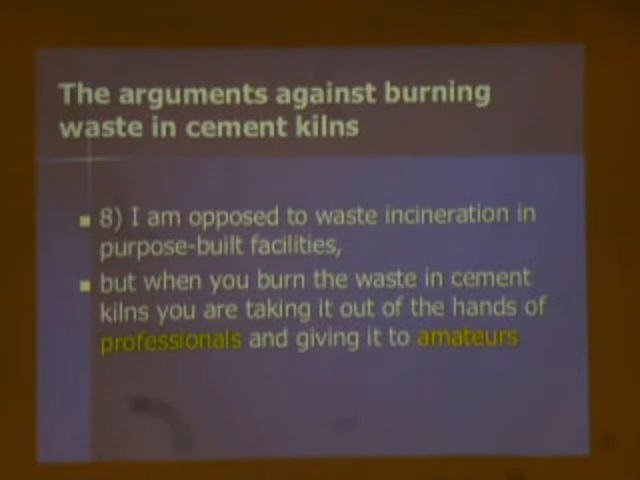 The arguments against burning
waste in cement kilns
8) I am opposed to waste incineration in
purpose-built facilities,
but when you burn the waste in cement
kilns you are taking it out of the hands of
professionals and giving it to amateurs